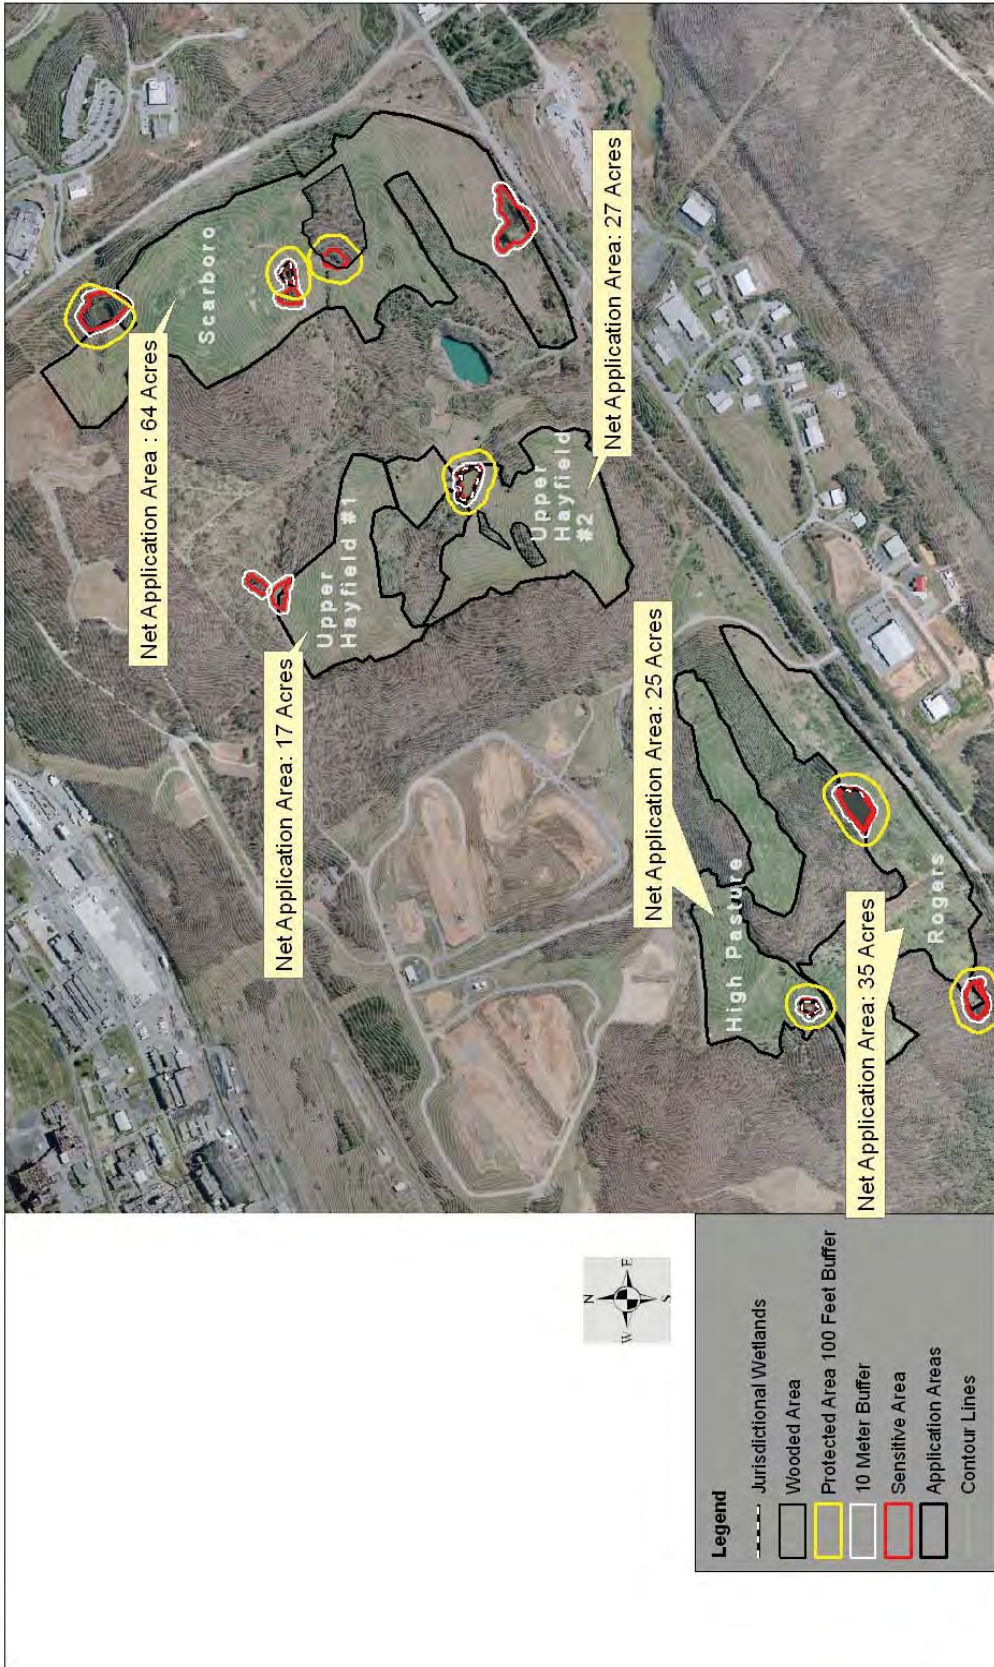 Net Application Area : 64 Acres
Scarboro
Net Application Area: 17 Acres
Upper
Hayfield #1
Upper
Hayfield
#2
Net Application Area: 27 Acres
Net Application Area: 25 Acres
High Pasture
Net Application Area: 35 Acres
Rogers
N
W
E
S
Legend
Jurisdictional Wetlands
Wooded Area
Protected Area 100 Feet Buffer
10 Meter Buffer
Sensitive Area
Application Areas
Contour Lines